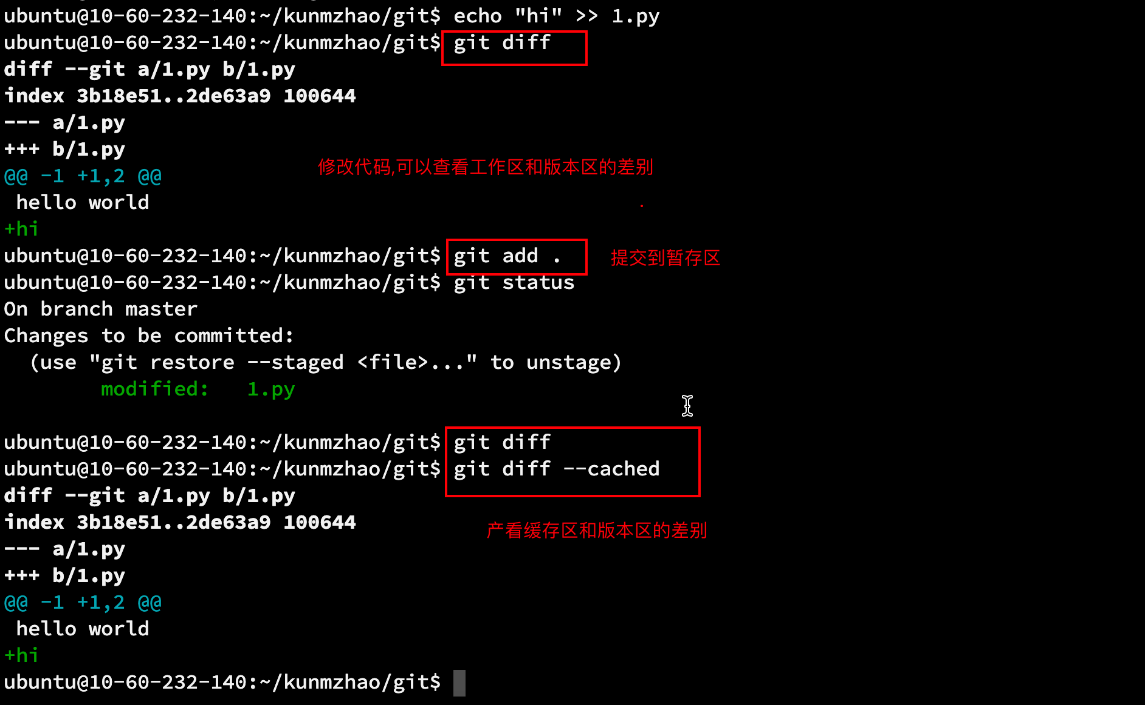 ubuntu@10-60-232-140:~/kunmzhao/git$ echo "hi" >> 1.py
ubuntu@10-60-232-140:~/kunmzhao/git$ git diff
diff --git a/1.py b/1.py
index 3b18e51..2de63a9 100644
--- a/1.py
+++ b/1.py
修改代码,可以查看工作区和版本区的差别
@@ -1 +1,2 @@
 hello world
+hi
ubuntu@10-60-232-140:~/kunmzhao/git$ git add . 提交到暂存区
ubuntu@10-60-232-140:~/kunmzhao/git$ git status
On branch master
Changes to be committed:
  (use "git restore --staged <file>..." to unstage)
        modified:   1.py
ubuntu@10-60-232-140:~/kunmzhao/git$ git diff
ubuntu@10-60-232-140:~/kunmzhao/git$ git diff --cached
diff --git a/1.py b/1.py
index 3b18e51..2de63a9 100644
产看缓存区和版本区的差别
--- a/1.py
+++ b/1.py
@@ -1 +1,2 @@
 hello world
+hi
ubuntu@10-60-232-140:~/kunmzhao/git$